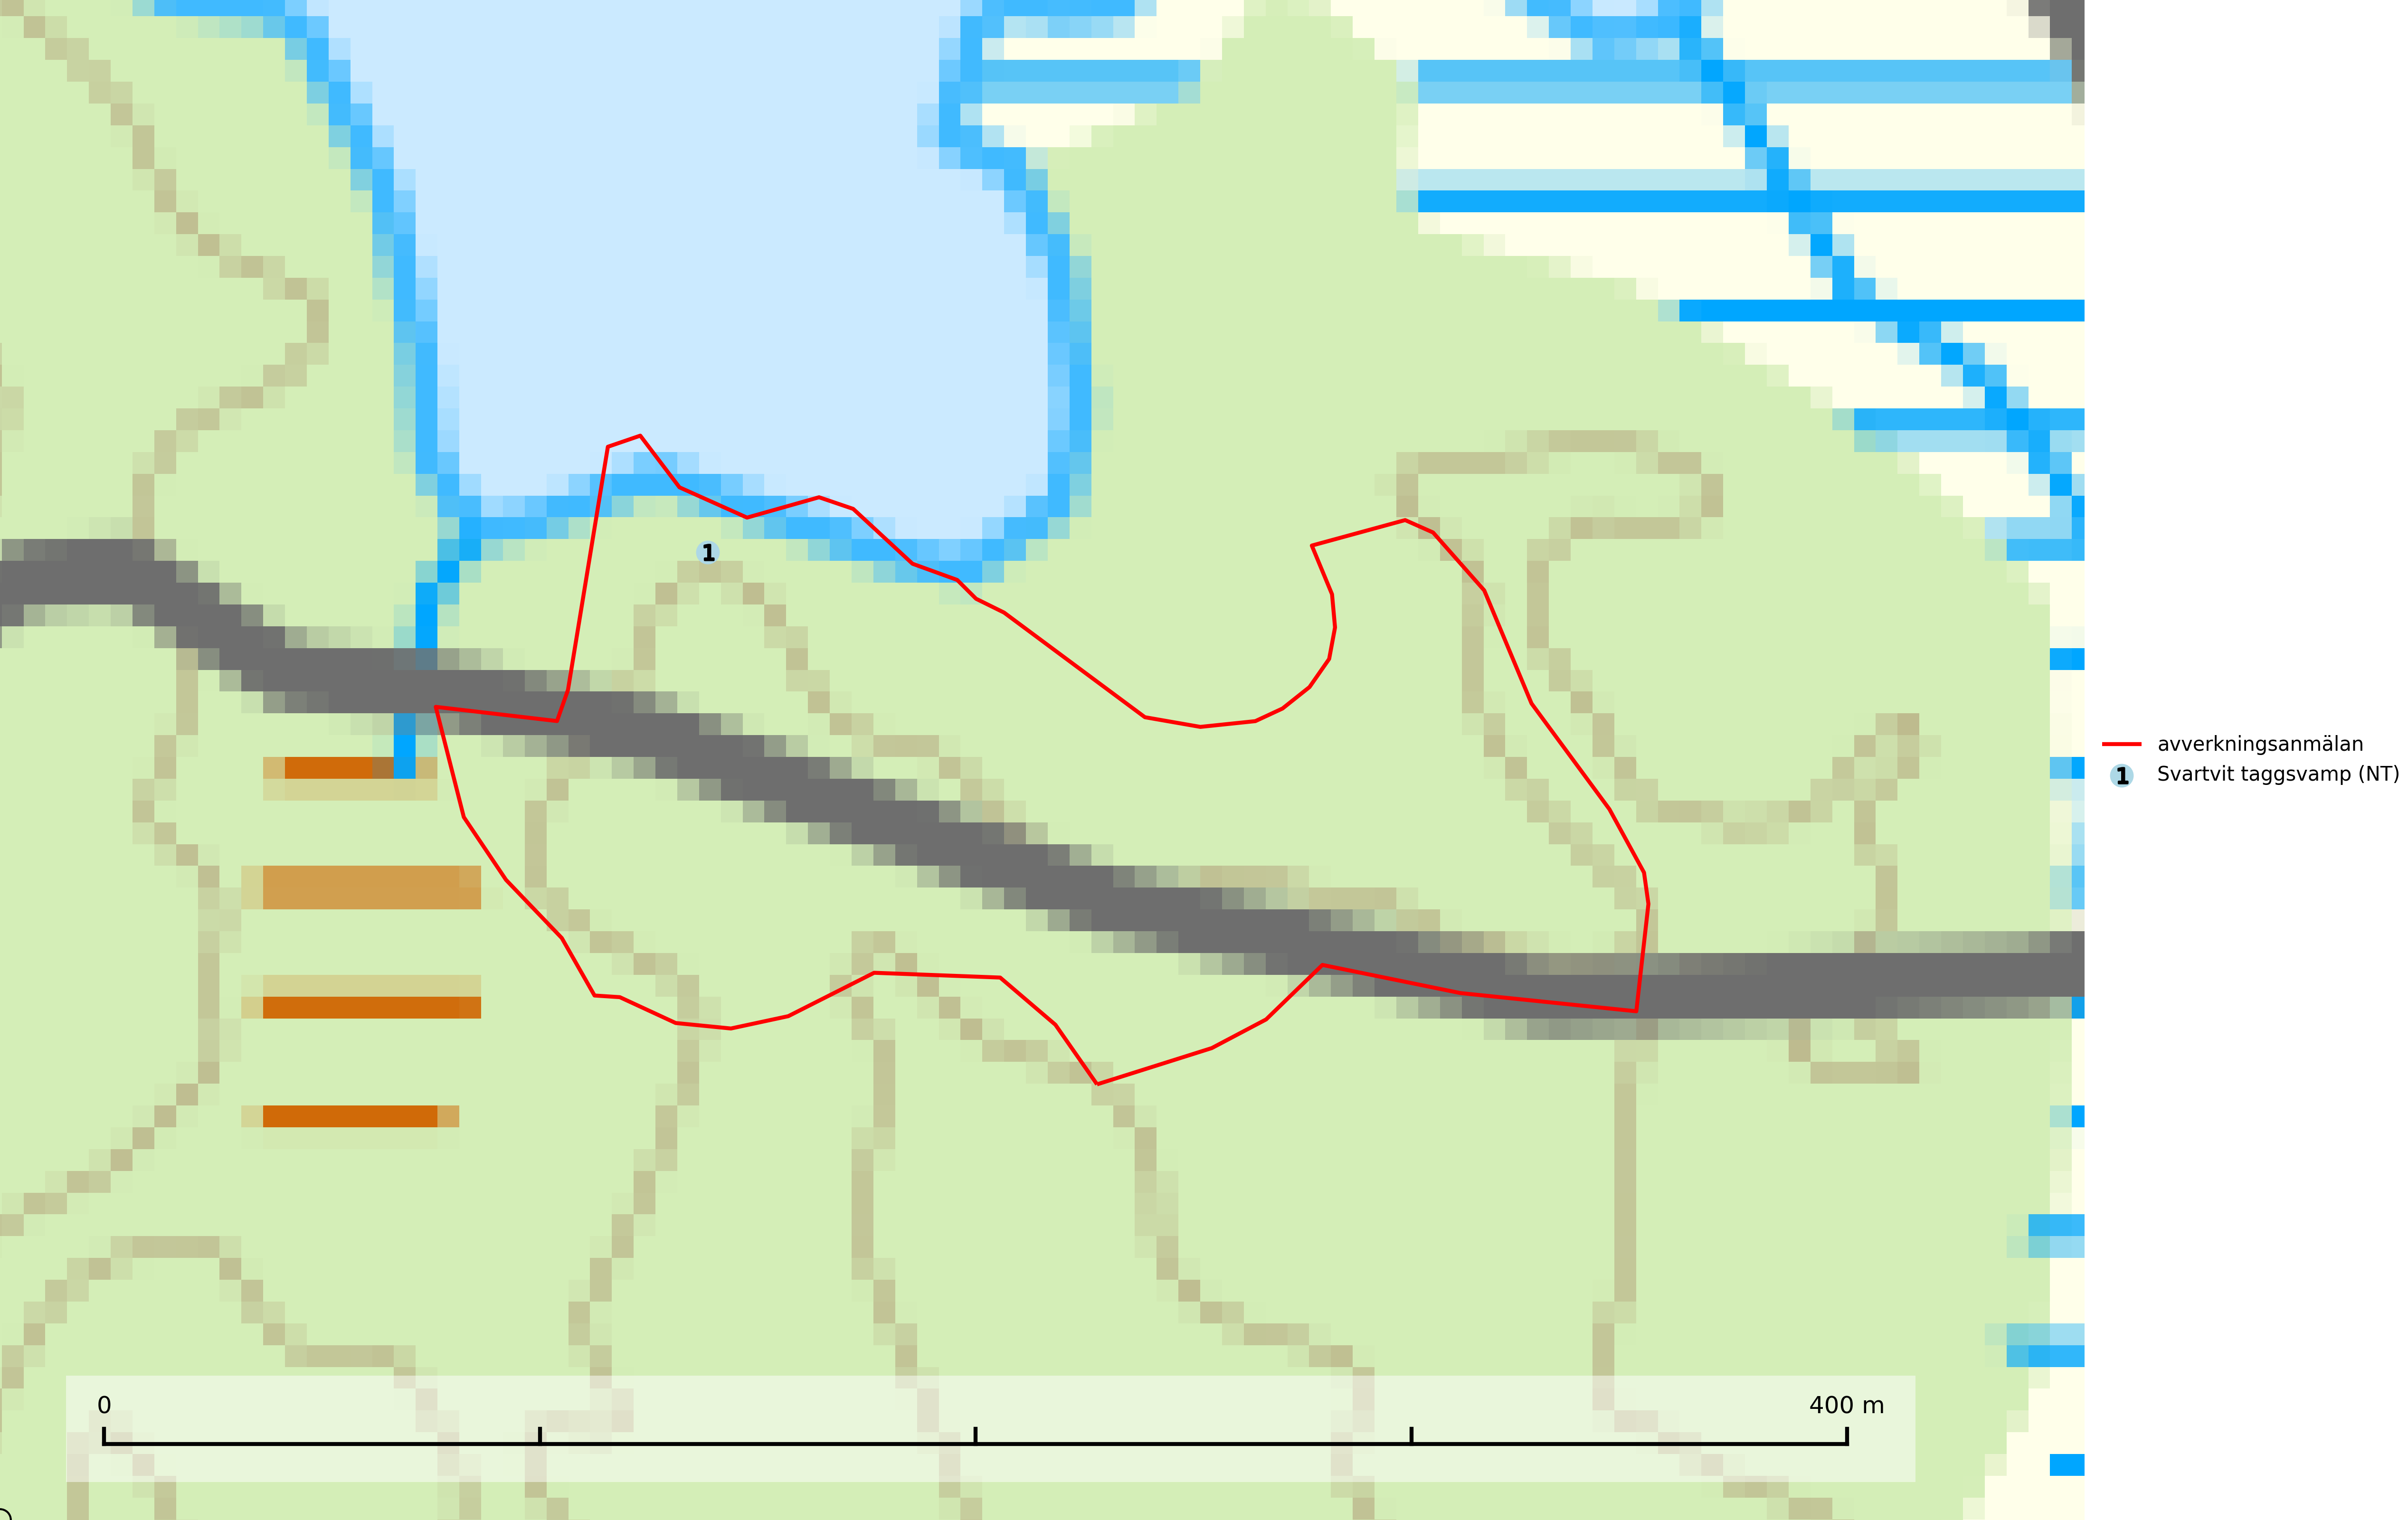 1
avverkningsanmälan
1 Svartvit taggsvamp (NT)
0 400 m